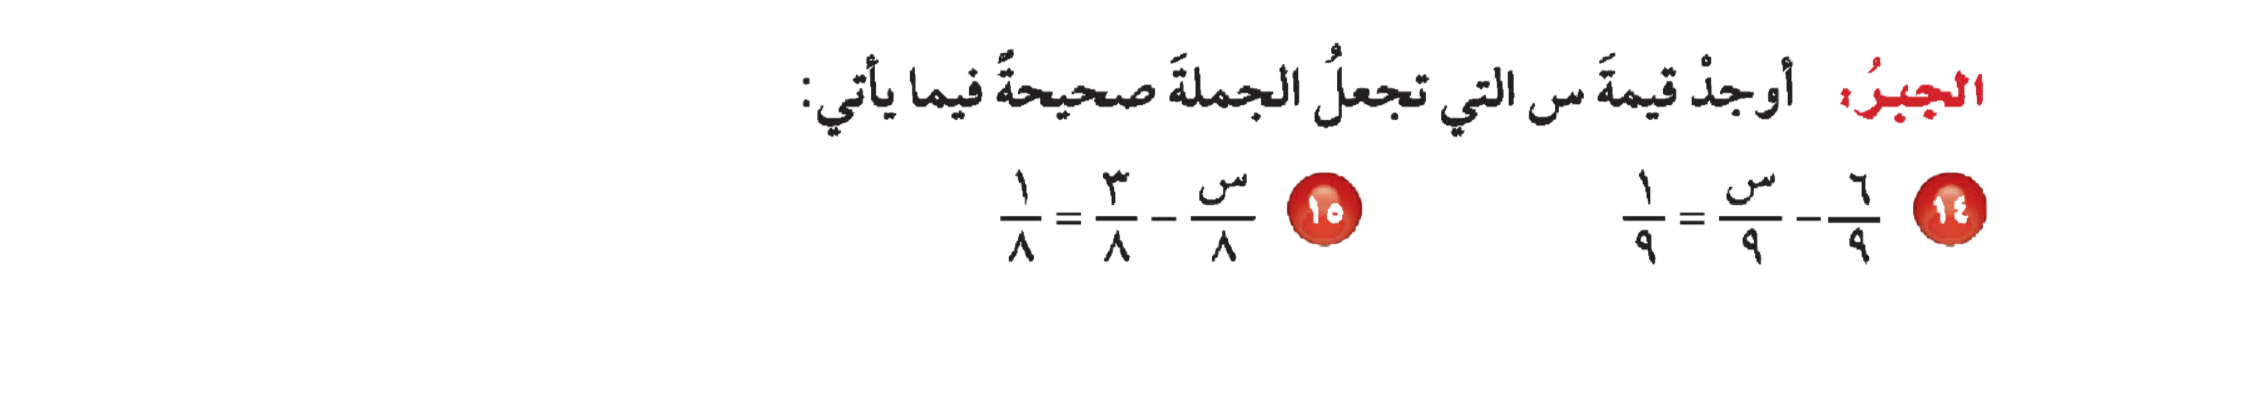 الجبرُ: أوجدْ قيمةَ س التي تجعلُ الجملةَ صحيحةً فيما يأتي:
١٤ ٦/٩ − س/٩ = ١/٩ ١٥ س/٨ − ٣/٨ = ١/٨